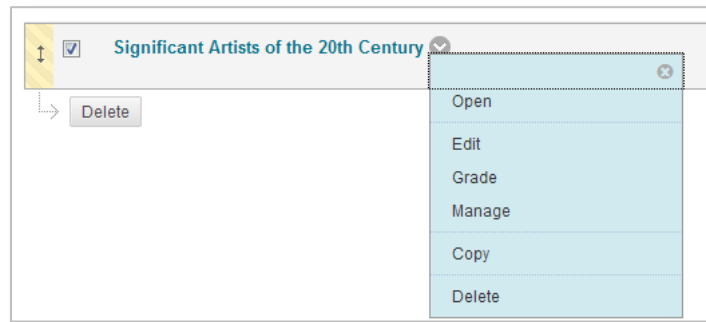 Significant Artists of the 20th Century
Delete
Open
Edit
Grade
Manage
Copy
Delete